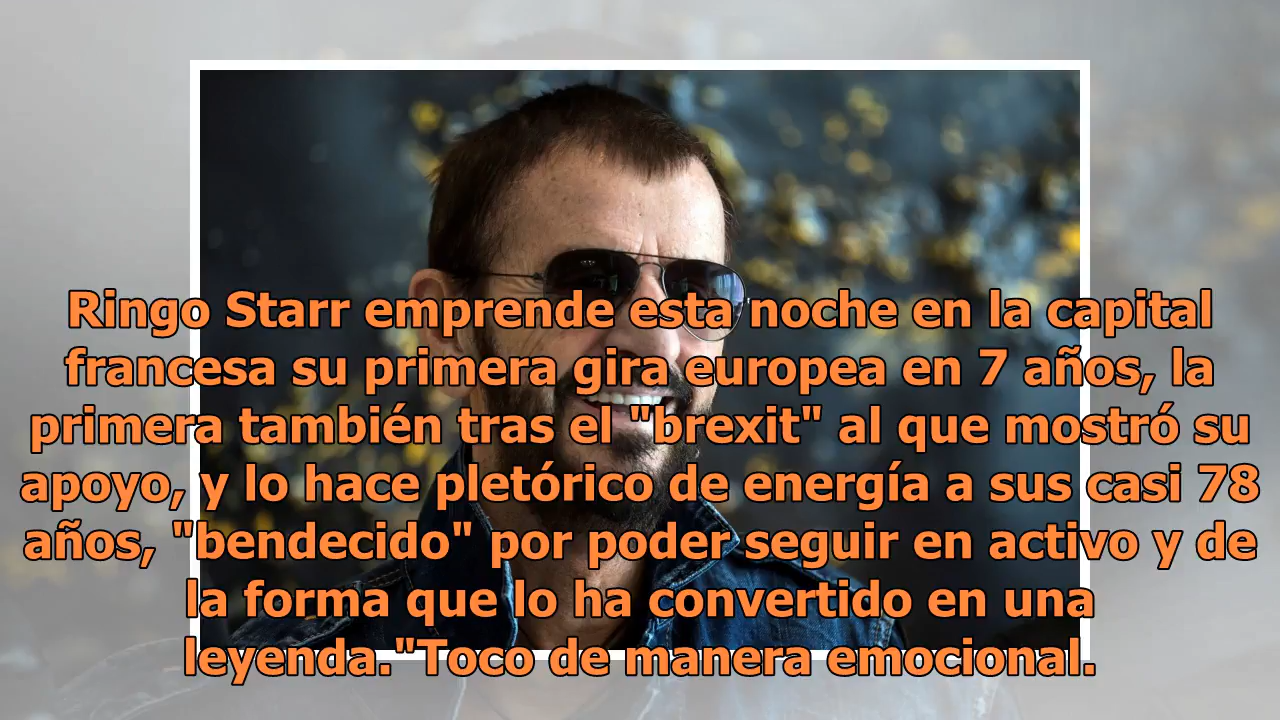 Ringo Starr emprende esta noche en la capital
francesa su primera gira europea en 7 años, la
primera también tras el "brexit" al que mostró su
apoyo, y lo hace pletórico de energía a sus casi 78
años, "bendecido" por poder seguir en activo y de
la forma que lo ha convertido en una
leyenda."Toco de manera emocional.